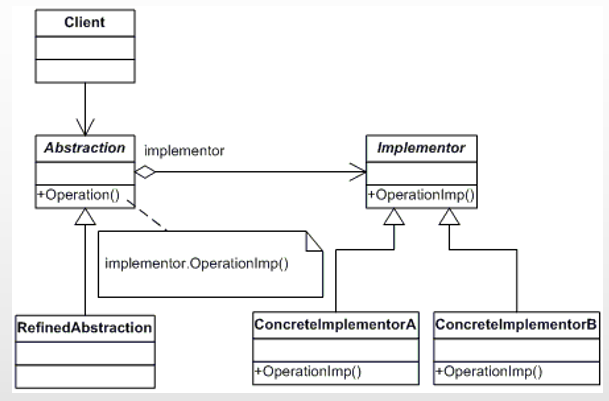 Client
Abstraction
implementor
Implementor
+Operation()
+OperationImp()
implementor.OperationImp()
RefinedAbstraction
ConcreteImplementorA
ConcreteImplementorB
+OperationImp()
+OperationImp()